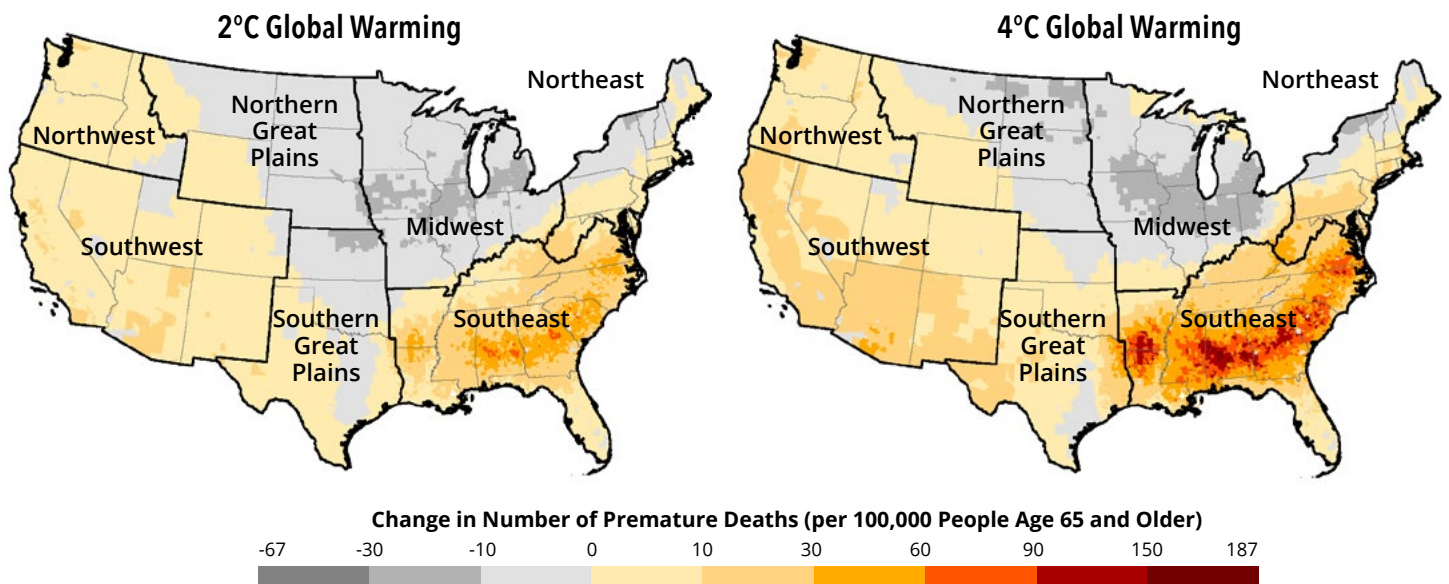 2°C Global Warming
Northwest
Northern
Great
Plains
Northeast
Midwest
Southwest
Southern
Great
Plains
Southeast
4°C Global Warming
Northwest
Northern
Great
Plains
Northeast
Midwest
Southwest
Southern
Great
Plains
Southeast
Change in Number of Premature Deaths (per 100,000 People Age 65 and Older)
-67 -30 -10 0 10 30 60 90 150 187